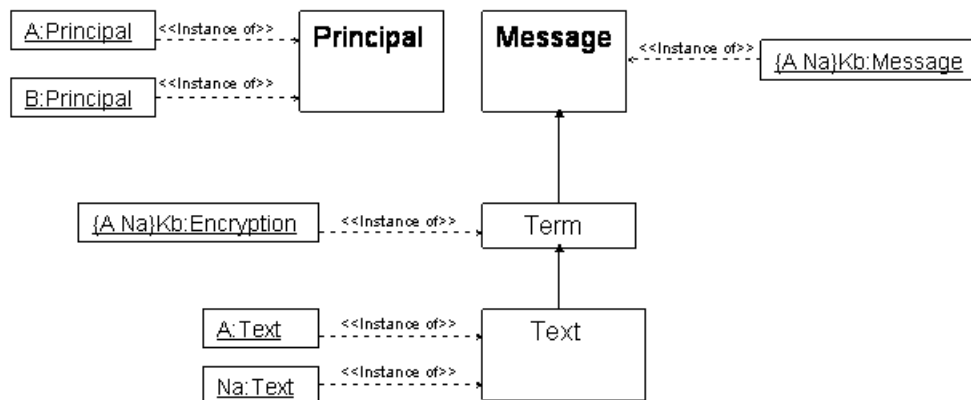 A:Principal
<<Instance of>>
Principal
Message
<<Instance of>>
{A Na}Kb:Message
B:Principal
<<Instance of>>
{A Na}Kb:Encryption
<<Instance of>>
Term
A:Text
<<Instance of>>
Text
Na:Text
<<Instance of>>